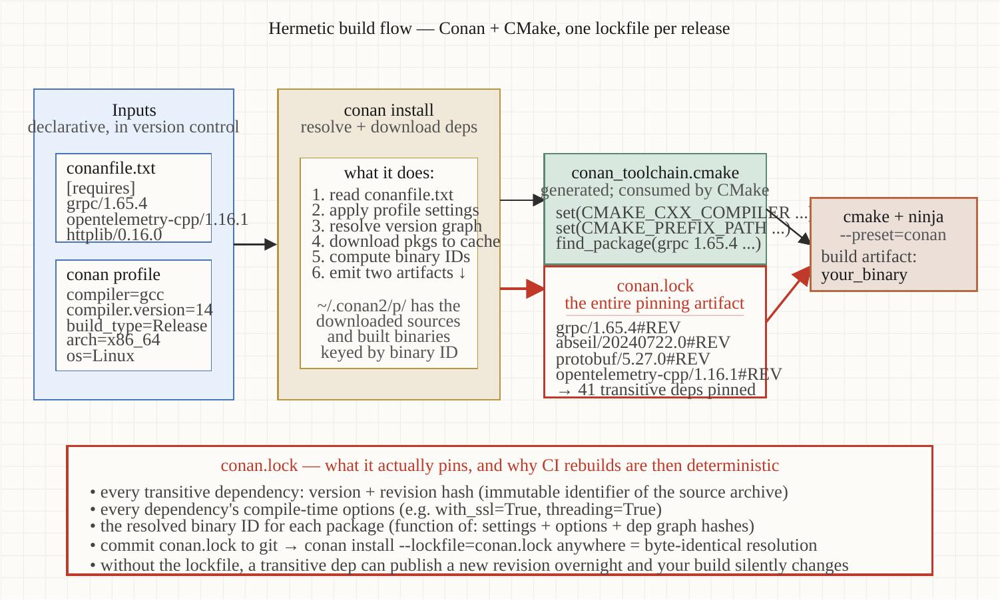 Hermetic build flow — Conan + CMake, one lockfile per release
Inputs
declarative, in version control
conanfile.txt
[requires]
grpc/1.65.4
opentelemetry-cpp/1.16.1
httplib/0.16.0
conan profile
compiler=gcc
compiler.version=14
build_type=Release
arch=x86_64
os=Linux
conan install
resolve + download deps
what it does:
1. read conanfile.txt
2. apply profile settings
3. resolve version graph
4. download pkgs to cache
5. compute binary IDs
6. emit two artifacts ↓
~/.conan2/p/ has the
downloaded sources
and built binaries
keyed by binary ID
conan_toolchain.cmake
generated; consumed by CMake
set(CMAKE_CXX_COMPILER ...)
set(CMAKE_PREFIX_PATH ...)
find_package(grpc 1.65.4 ...)
conan.lock
the entire pinning artifact
grpc/1.65.4#REV
abseil/20240722.0#REV
protobuf/5.27.0#REV
opentelemetry-cpp/1.16.1#REV
→ 41 transitive deps pinned
cmake + ninja
--preset=conan
build artifact:
your_binary
conan.lock — what it actually pins, and why CI rebuilds are then deterministic
• every transitive dependency: version + revision hash (immutable identifier of the source archive)
• every dependency's compile-time options (e.g. with_ssl=True, threading=True)
• the resolved binary ID for each package (function of: settings + options + dep graph hashes)
• commit conan.lock to git → conan install --lockfile=conan.lock anywhere = byte-identical resolution
• without the lockfile, a transitive dep can publish a new revision overnight and your build silently changes